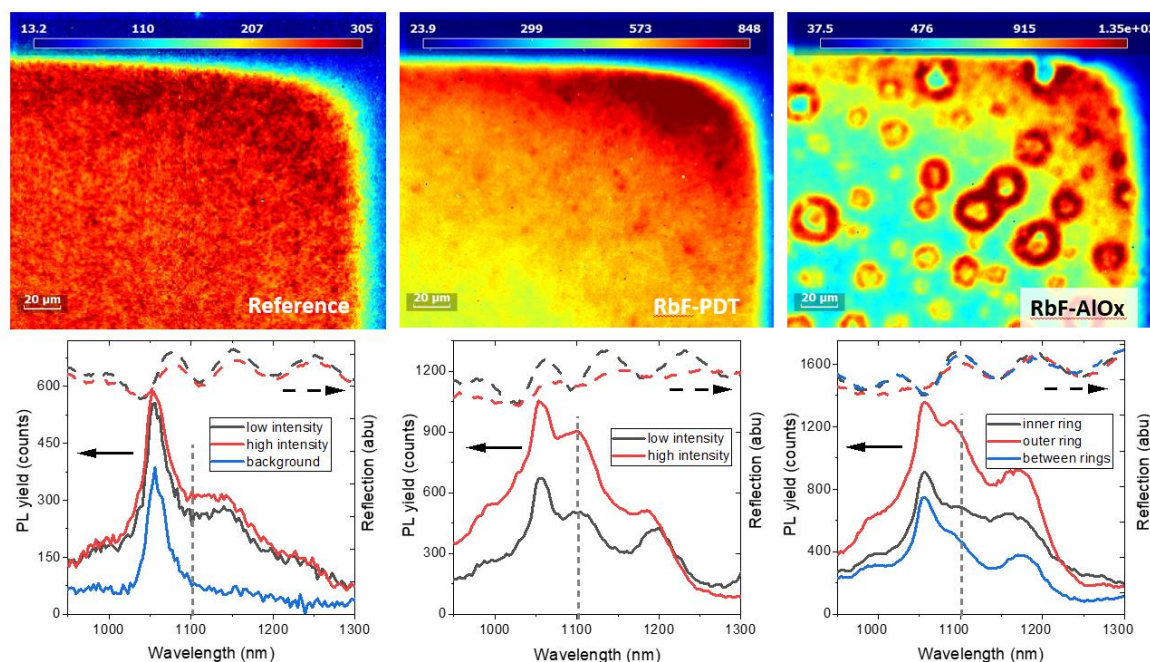 13.2 110 207 305
20 µm
Reference
23.9 299 573 848
20 µm
RbF-PDT
37.5 476 915 1.35e+03
20 µm
RbF-AlOx
PL yield (counts)
600
450
300
150
0
low intensity
high intensity
background
Reflection (abu)
1000 1100 1200 1300
Wavelength (nm)
PL yield (counts)
1200
900
600
300
0
low intensity
high intensity
Reflection (abu)
1000 1100 1200 1300
Wavelength (nm)
PL yield (counts)
1600
1200
800
400
0
inner ring
outer ring
between rings
Reflection (abu)
1000 1100 1200 1300
Wavelength (nm)